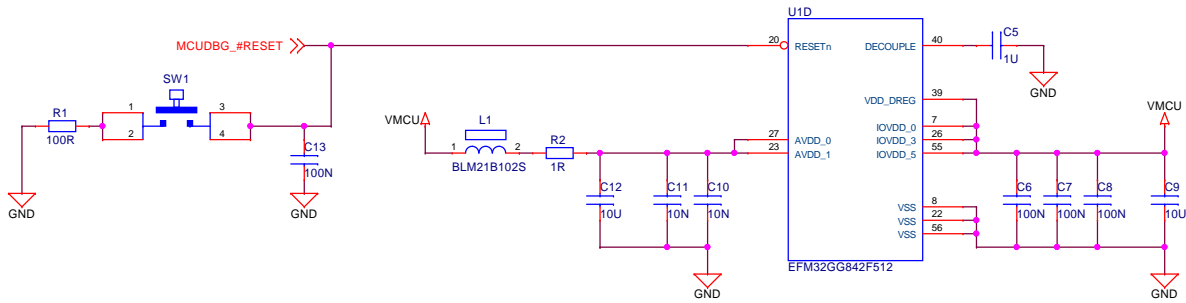 U1D
MCUDBG_#RESET
20
RESETn
DECOUPLE
40
C5
1U
GND
SW1
R1
100R
1
2
3
4
C13
100N
GND
GND
VDD_DREG
39
IOVDD_0
7
IOVDD_3
26
IOVDD_5
55
VMCU
VMCU
L1
1
2
BLM21B102S
R2
1R
27
AVDD_0
23
AVDD_1
C12
10U
C11
10N
C10
10N
GND
VSS
8
VSS
22
VSS
56
C6
100N
C7
100N
C8
100N
C9
10U
GND
EFM32GG842F512